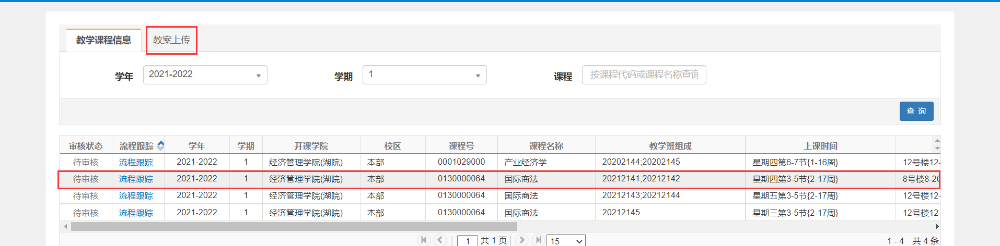 教学课程信息 教案上传
学年 2021-2022 学期 1 课程 按课程代码或课程名称查询
查 询
审核状态 流程跟踪 学年 学期 开课学院 校区 课程号 课程名称 教学班组成 上课时间
待审核 流程跟踪 2021-2022 1 经济管理学院(湖院) 本部 0001029000 产业经济学 20202144;20202145 星期四第6-7节{1-16周} 12号楼12-
待审核 流程跟踪 2021-2022 1 经济管理学院(湖院) 本部 0130000064 国际商法 20212141;20212142 星期四第3-5节{2-17周} 8号楼8-20
待审核 流程跟踪 2021-2022 1 经济管理学院(湖院) 本部 0130000064 国际商法 20212143;20212144 星期五第3-5节{2-17周} 12号楼12-
待审核 流程跟踪 2021-2022 1 经济管理学院(湖院) 本部 0130000064 国际商法 20212145 星期三第3-5节{2-17周} 12号楼12-
1 共 1 页 15 1 - 4 共 4 条